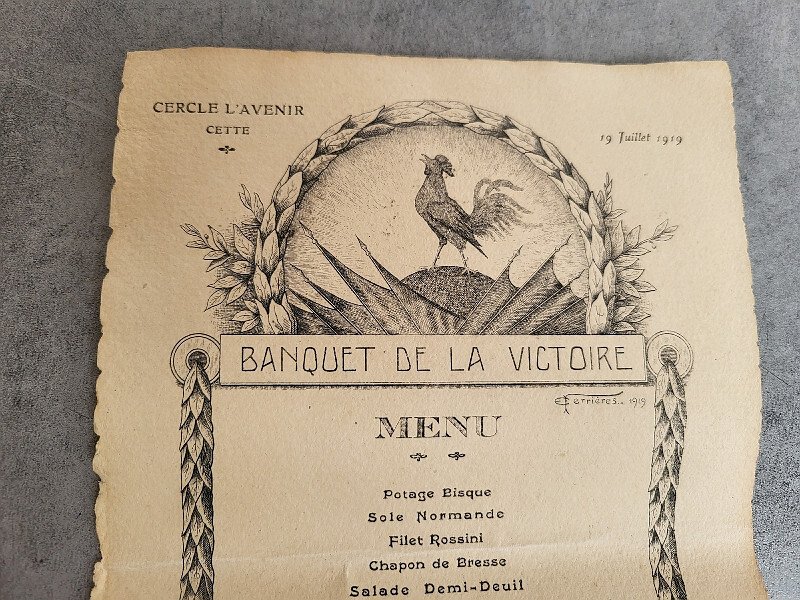 CERCLE L'AVENIR
CETTE
19 Juillet 1919
BANQUET DE LA VICTOIRE
E Ferrières.. 1919
MENU
Potage Bisque
Sole Normande
Filet Rossini
Chapon de Bresse
Salade Demi-Deuil